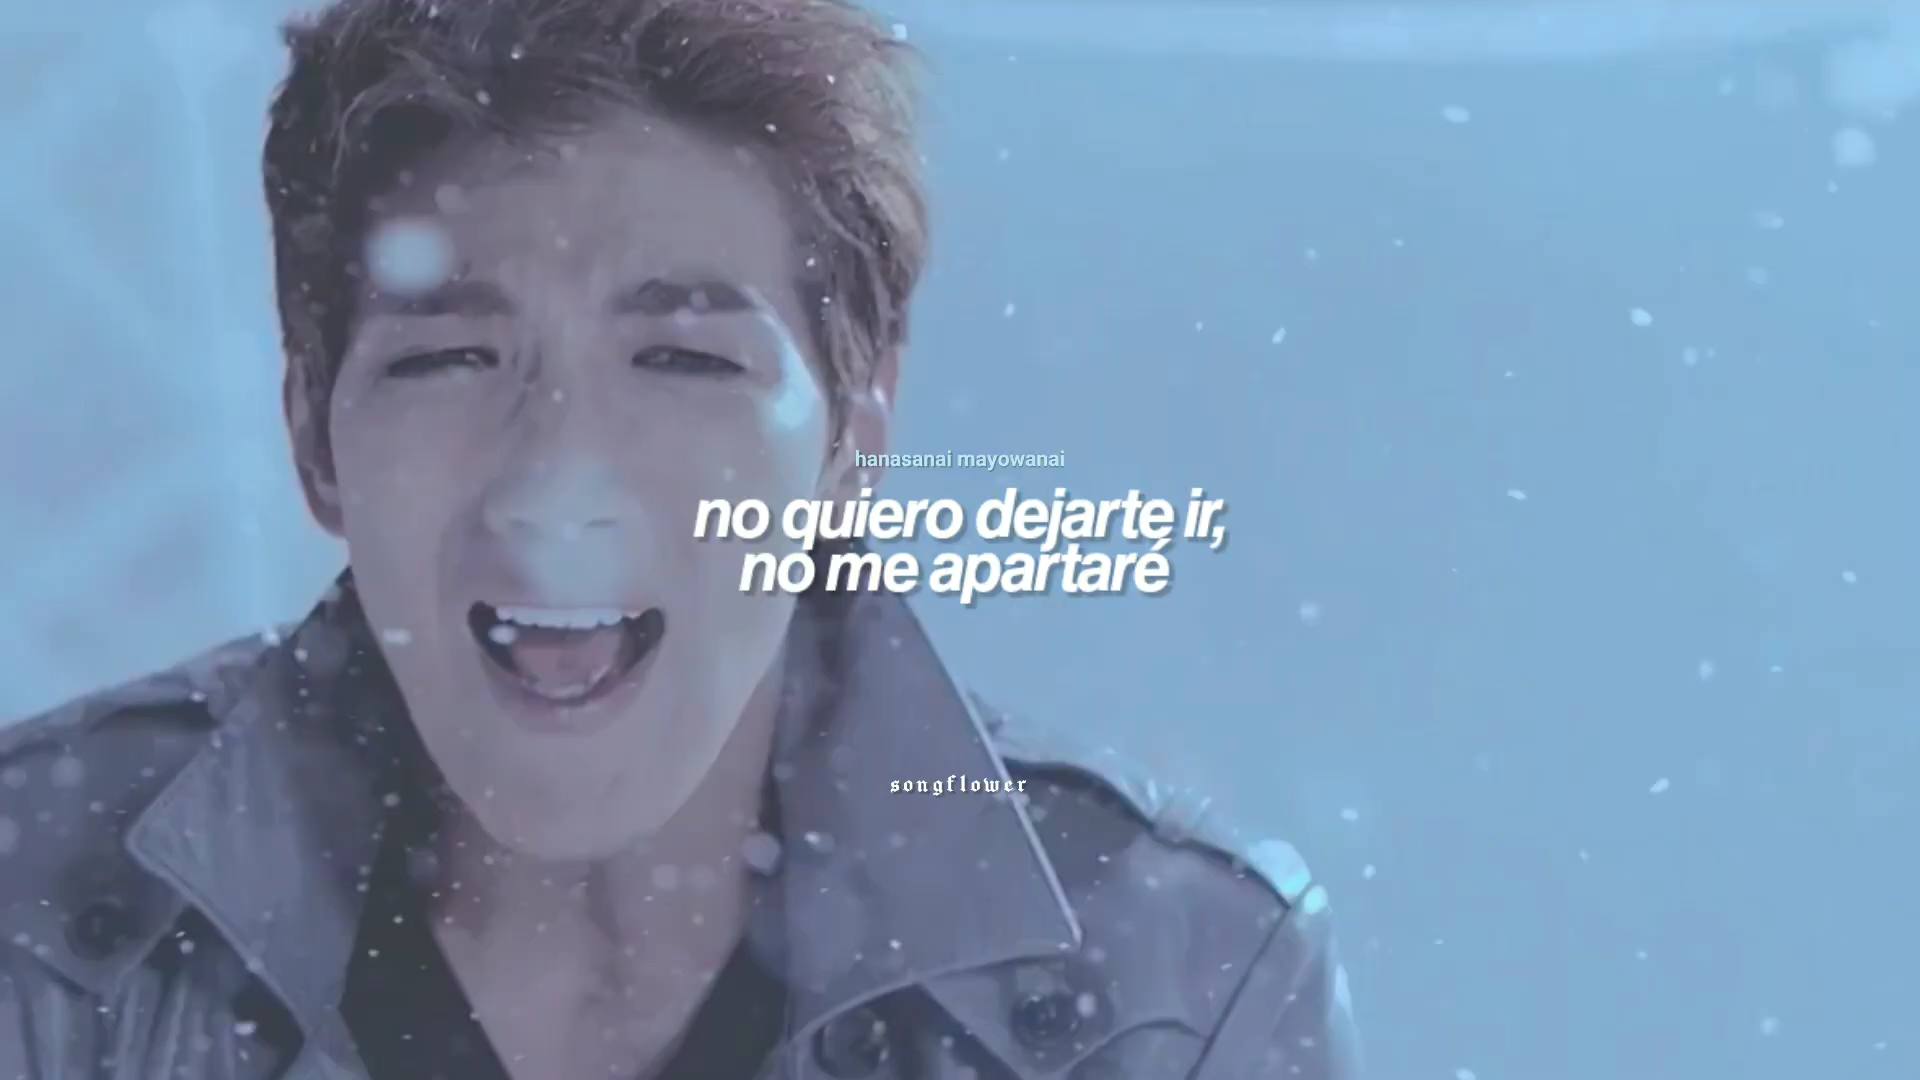 hanasanai mayowanai
no quiero dejarte ir,
no me apartaré
songflower